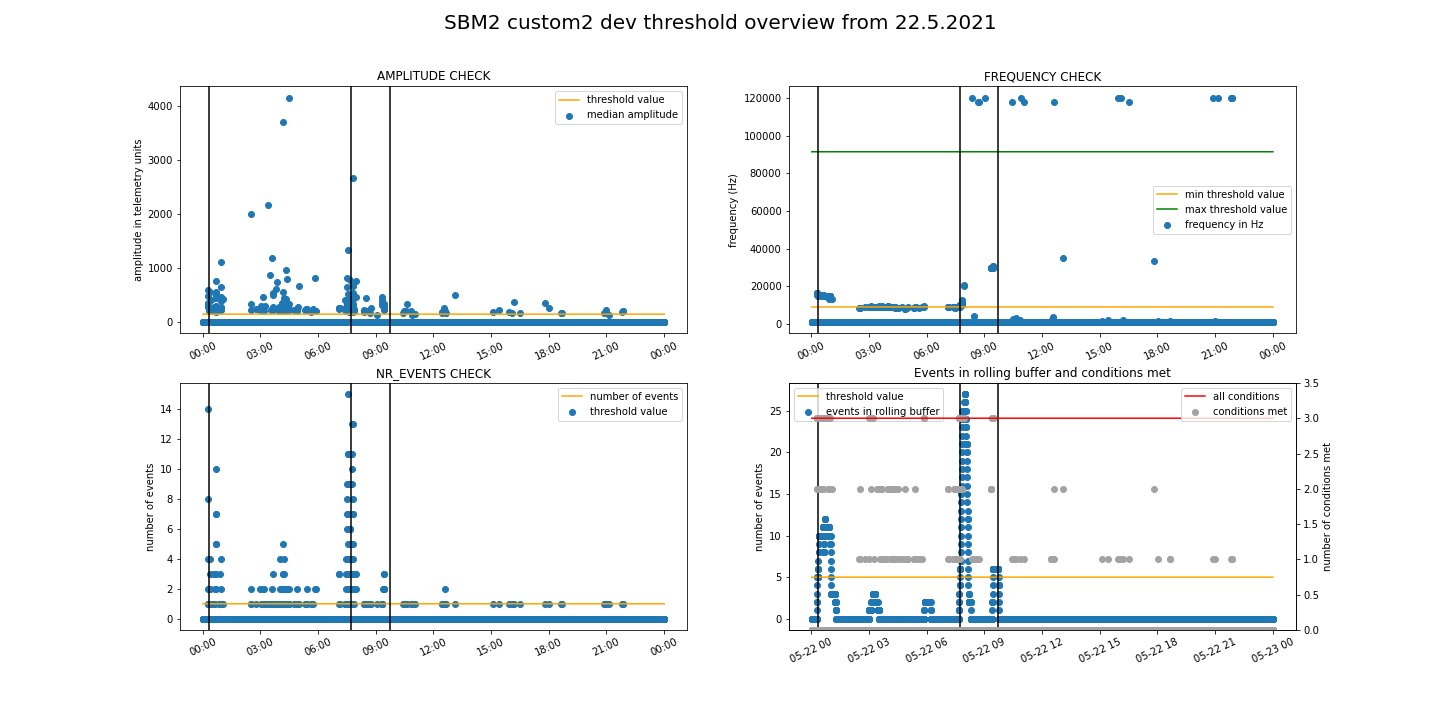 SBM2 custom2 dev threshold overview from 22.5.2021
AMPLITUDE CHECK
amplitude in telemetry units
4000
3000
2000
1000
0
threshold value
median amplitude
00:00 03:00 06:00 09:00 12:00 15:00 18:00 21:00 00:00
FREQUENCY CHECK
frequency (Hz)
120000
100000
80000
60000
40000
20000
0
min threshold value
max threshold value
frequency in Hz
00:00 03:00 06:00 09:00 12:00 15:00 18:00 21:00 00:00
NR_EVENTS CHECK
number of events
14
12
10
8
6
4
2
0
number of events
threshold value
00:00 03:00 06:00 09:00 12:00 15:00 18:00 21:00 00:00
Events in rolling buffer and conditions met
number of events
25
20
15
10
5
0
threshold value
events in rolling buffer
all conditions
conditions met
3.5
3.0
2.5
2.0
1.5
1.0
0.5
0.0
number of conditions met
05-22 00 05-22 03 05-22 06 05-22 09 05-22 12 05-22 15 05-22 18 05-22 21 05-23 00